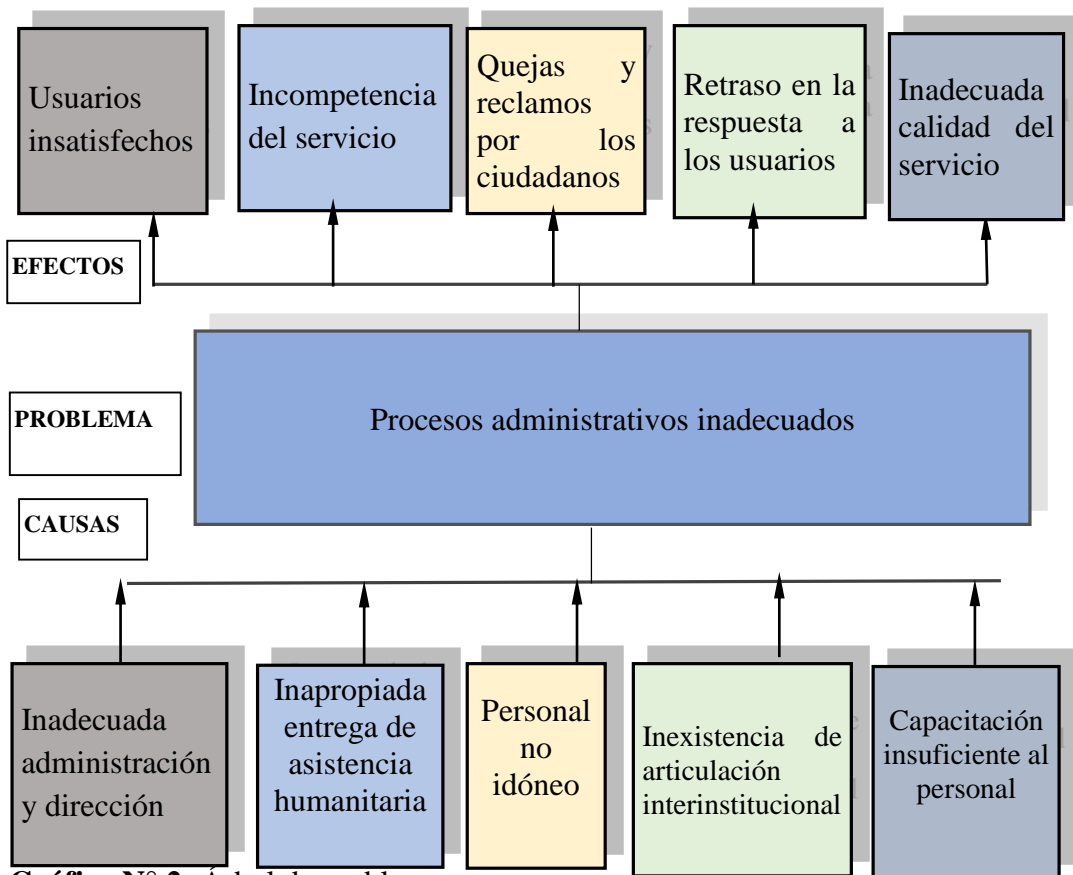 Usuarios
insatisfechos
Incompetencia
del servicio
Quejas y
reclamos
por los
ciudadanos
Retraso en la
respuesta a
los usuarios
Inadecuada
calidad del
servicio
EFECTOS
PROBLEMA
Procesos administrativos inadecuados
CAUSAS
Inadecuada
administración
y dirección
Inapropiada
entrega de
asistencia
humanitaria
Personal
no
idóneo
Inexistencia de
articulación
interinstitucional
Capacitación
insuficiente al
personal